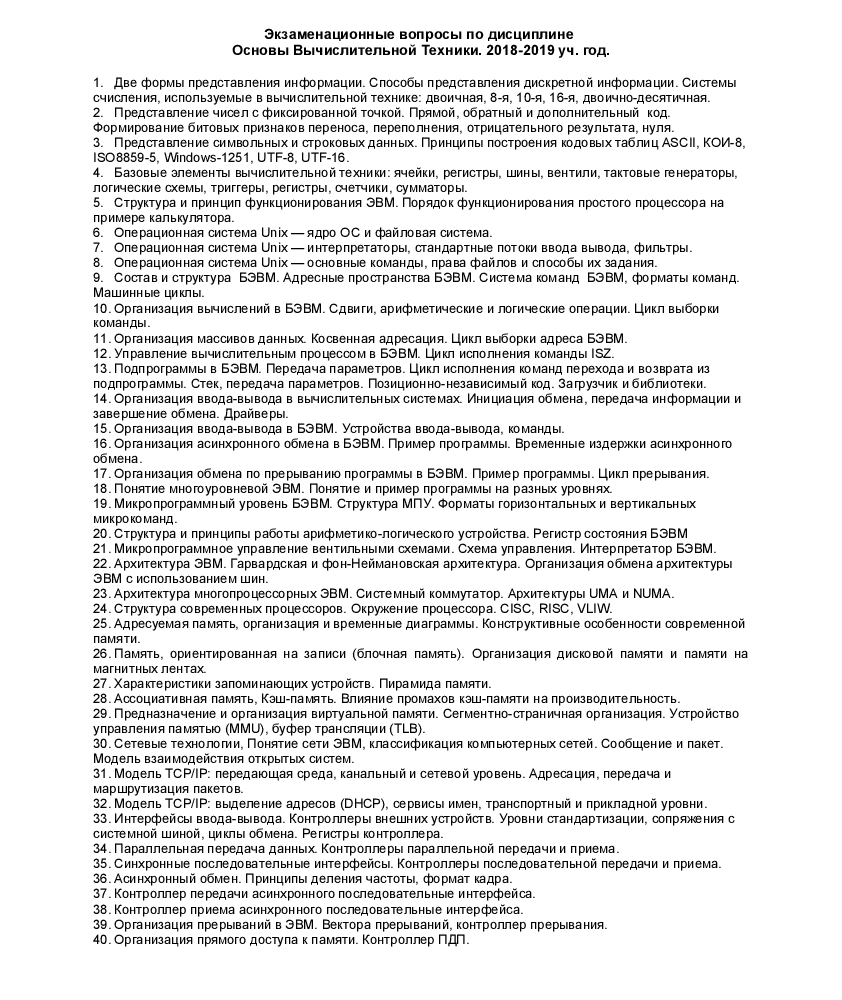 Экзаменационные вопросы по дисциплине
Основы Вычислительной Техники. 2018-2019 уч. год.
1. Две формы представления информации. Способы представления дискретной информации. Системы
счисления, используемые в вычислительной технике: двоичная, 8-я, 10-я, 16-я, двоично-десятичная.
2. Представление чисел с фиксированной точкой. Прямой, обратный и дополнительный код.
Формирование битовых признаков переноса, переполнения, отрицательного результата, нуля.
3. Представление символьных и строковых данных. Принципы построения кодовых таблиц ASCII, КОИ-8,
ISO8859-5, Windows-1251, UTF-8, UTF-16.
4. Базовые элементы вычислительной техники: ячейки, регистры, шины, вентили, тактовые генераторы,
логические схемы, триггеры, регистры, счетчики, сумматоры.
5. Структура и принцип функционирования ЭВМ. Порядок функционирования простого процессора на
примере калькулятора.
6. Операционная система Unix — ядро ОС и файловая система.
7. Операционная система Unix — интерпретаторы, стандартные потоки ввода вывода, фильтры.
8. Операционная система Unix — основные команды, права файлов и способы их задания.
9. Состав и структура БЭВМ. Адресные пространства БЭВМ. Система команд БЭВМ, форматы команд.
Машинные циклы.
10. Организация вычислений в БЭВМ. Сдвиги, арифметические и логические операции. Цикл выборки
команды.
11. Организация массивов данных. Косвенная адресация. Цикл выборки адреса БЭВМ.
12. Управление вычислительным процессом в БЭВМ. Цикл исполнения команды ISZ.
13. Подпрограммы в БЭВМ. Передача параметров. Цикл исполнения команд перехода и возврата из
подпрограммы. Стек, передача параметров. Позиционно-независимый код. Загрузчик и библиотеки.
14. Организация ввода-вывода в вычислительных системах. Инициация обмена, передача информации и
завершение обмена. Драйверы.
15. Организация ввода-вывода в БЭВМ. Устройства ввода-вывода, команды.
16. Организация асинхронного обмена в БЭВМ. Пример программы. Временные издержки асинхронного
обмена.
17. Организация обмена по прерыванию программы в БЭВМ. Пример программы. Цикл прерывания.
18. Понятие многоуровневой ЭВМ. Понятие и пример программы на разных уровнях.
19. Микропрограммный уровень БЭВМ. Структура МПУ. Форматы горизонтальных и вертикальных
микрокоманд.
20. Структура и принципы работы арифметико-логического устройства. Регистр состояния БЭВМ
21. Микропрограммное управление вентильными схемами. Схема управления. Интерпретатор БЭВМ.
22. Архитектура ЭВМ. Гарвардская и фон-Неймановская архитектура. Организация обмена архитектуры
ЭВМ с использованием шин.
23. Архитектура многопроцессорных ЭВМ. Системный коммутатор. Архитектуры UMA и NUMA.
24. Структура современных процессоров. Окружение процессора. CISC, RISC, VLIW.
25. Адресуемая память, организация и временные диаграммы. Конструктивные особенности современной
памяти.
26. Память, ориентированная на записи (блочная память). Организация дисковой памяти и памяти на
магнитных лентах.
27. Характеристики запоминающих устройств. Пирамида памяти.
28. Ассоциативная память, Кэш-память. Влияние промахов кэш-памяти на производительность.
29. Предназначение и организация виртуальной памяти. Сегментно-страничная организация. Устройство
управления памятью (MMU), буфер трансляции (TLB).
30. Сетевые технологии, Понятие сети ЭВМ, классификация компьютерных сетей. Сообщение и пакет.
Модель взаимодействия открытых систем.
31. Модель TCP/IP: передающая среда, канальный и сетевой уровень. Адресация, передача и
маршрутизация пакетов.
32. Модель TCP/IP: выделение адресов (DHCP), сервисы имен, транспортный и прикладной уровни.
33. Интерфейсы ввода-вывода. Контроллеры внешних устройств. Уровни стандартизации, сопряжения с
системной шиной, циклы обмена. Регистры контроллера.
34. Параллельная передача данных. Контроллеры параллельной передачи и приема.
35. Синхронные последовательные интерфейсы. Контроллеры последовательной передачи и приема.
36. Асинхронный обмен. Принципы деления частоты, формат кадра.
37. Контроллер передачи асинхронного последовательные интерфейса.
38. Контроллер приема асинхронного последовательные интерфейса.
39. Организация прерываний в ЭВМ. Вектора прерываний, контроллер прерывания.
40. Организация прямого доступа к памяти. Контроллер ПДП.